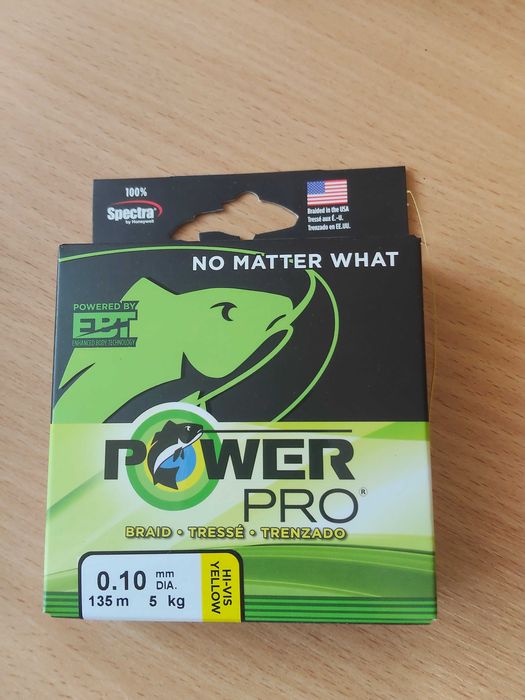 100%
Spectra®
by Honeywell
Braided in the USA
Tressé aux É.-U.
Trenzado en EE.UU.
NO MATTER WHAT
POWERED BY
EBT
ENHANCED BODY TECHNOLOGY
POWER
PRO®
BRAID • TRESSÉ • TRENZADO
0.10 mm DIA.
135 m 5 kg
HI-VIS
YELLOW